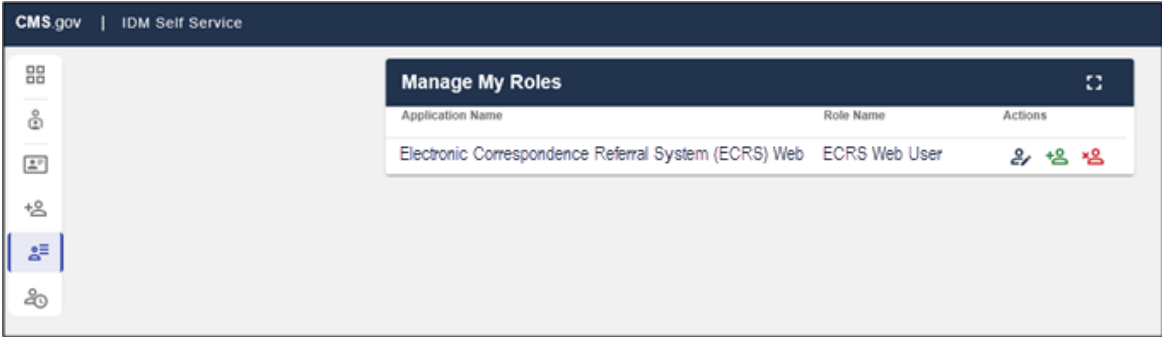 CMS.gov | IDM Self Service
Manage My Roles
Application Name Role Name Actions
Electronic Correspondence Referral System (ECRS) Web ECRS Web User